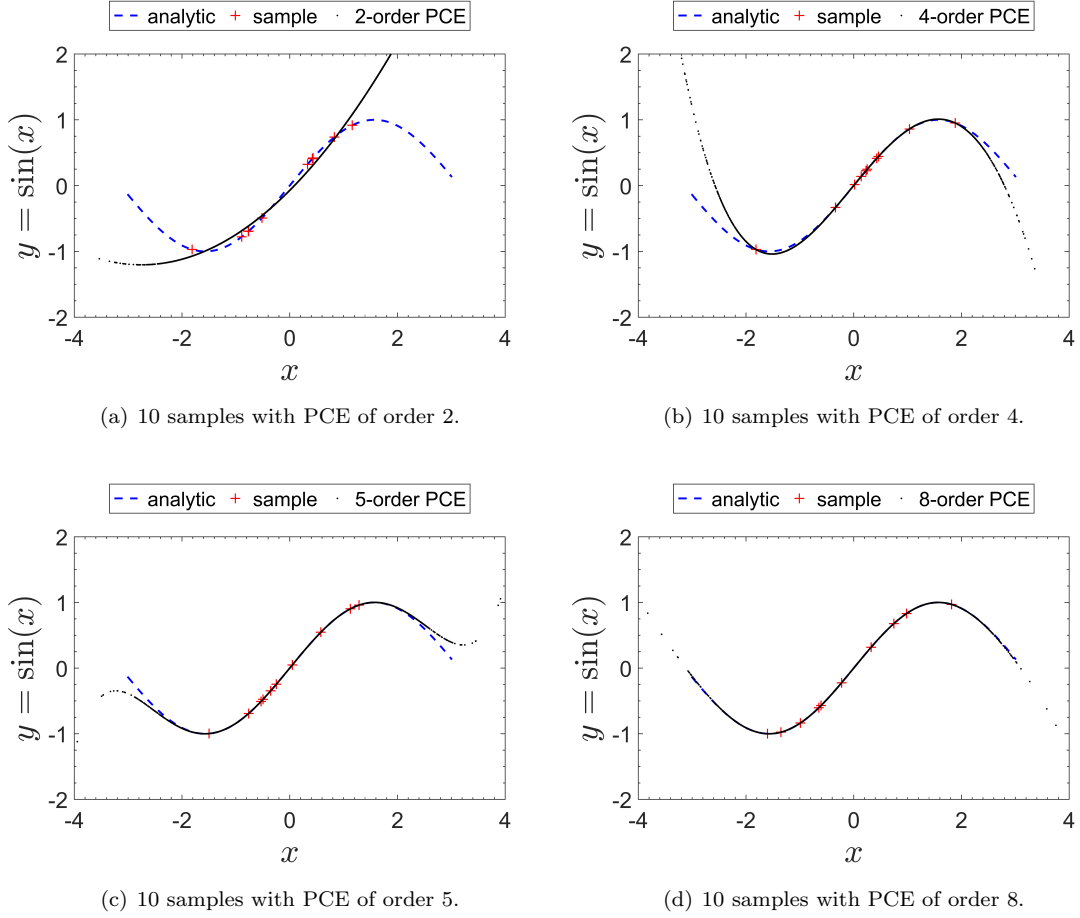 analytic sample 2-order PCE
2
1
0
-1
-2
-4 -2 0 2 4
y = sin(x)
x
(a) 10 samples with PCE of order 2.
analytic sample 4-order PCE
2
1
0
-1
-2
-4 -2 0 2 4
y = sin(x)
x
(b) 10 samples with PCE of order 4.
analytic sample 5-order PCE
2
1
0
-1
-2
-4 -2 0 2 4
y = sin(x)
x
(c) 10 samples with PCE of order 5.
analytic sample 8-order PCE
2
1
0
-1
-2
-4 -2 0 2 4
y = sin(x)
x
(d) 10 samples with PCE of order 8.